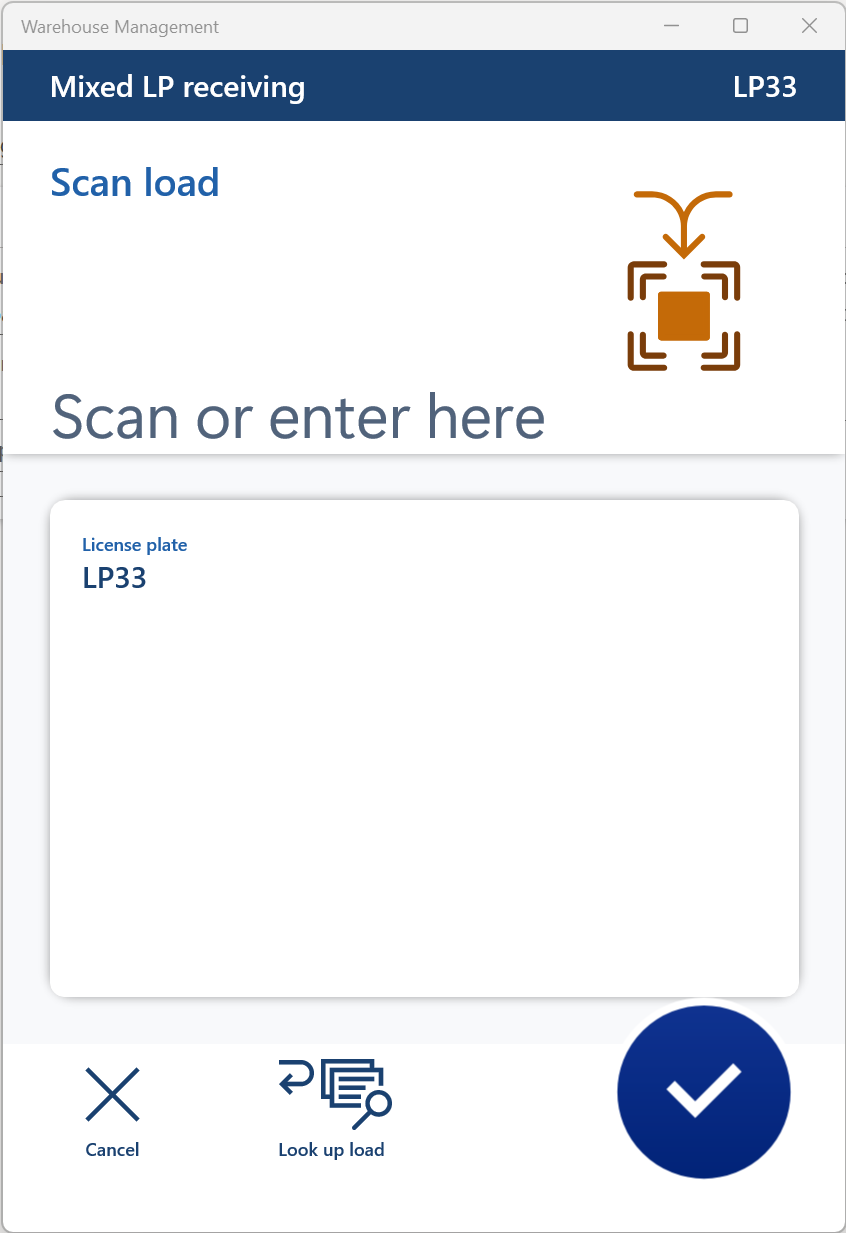 Warehouse Management
Mixed LP receiving
LP33
Scan load
Scan or enter here
License plate
LP33
Cancel
Look up load